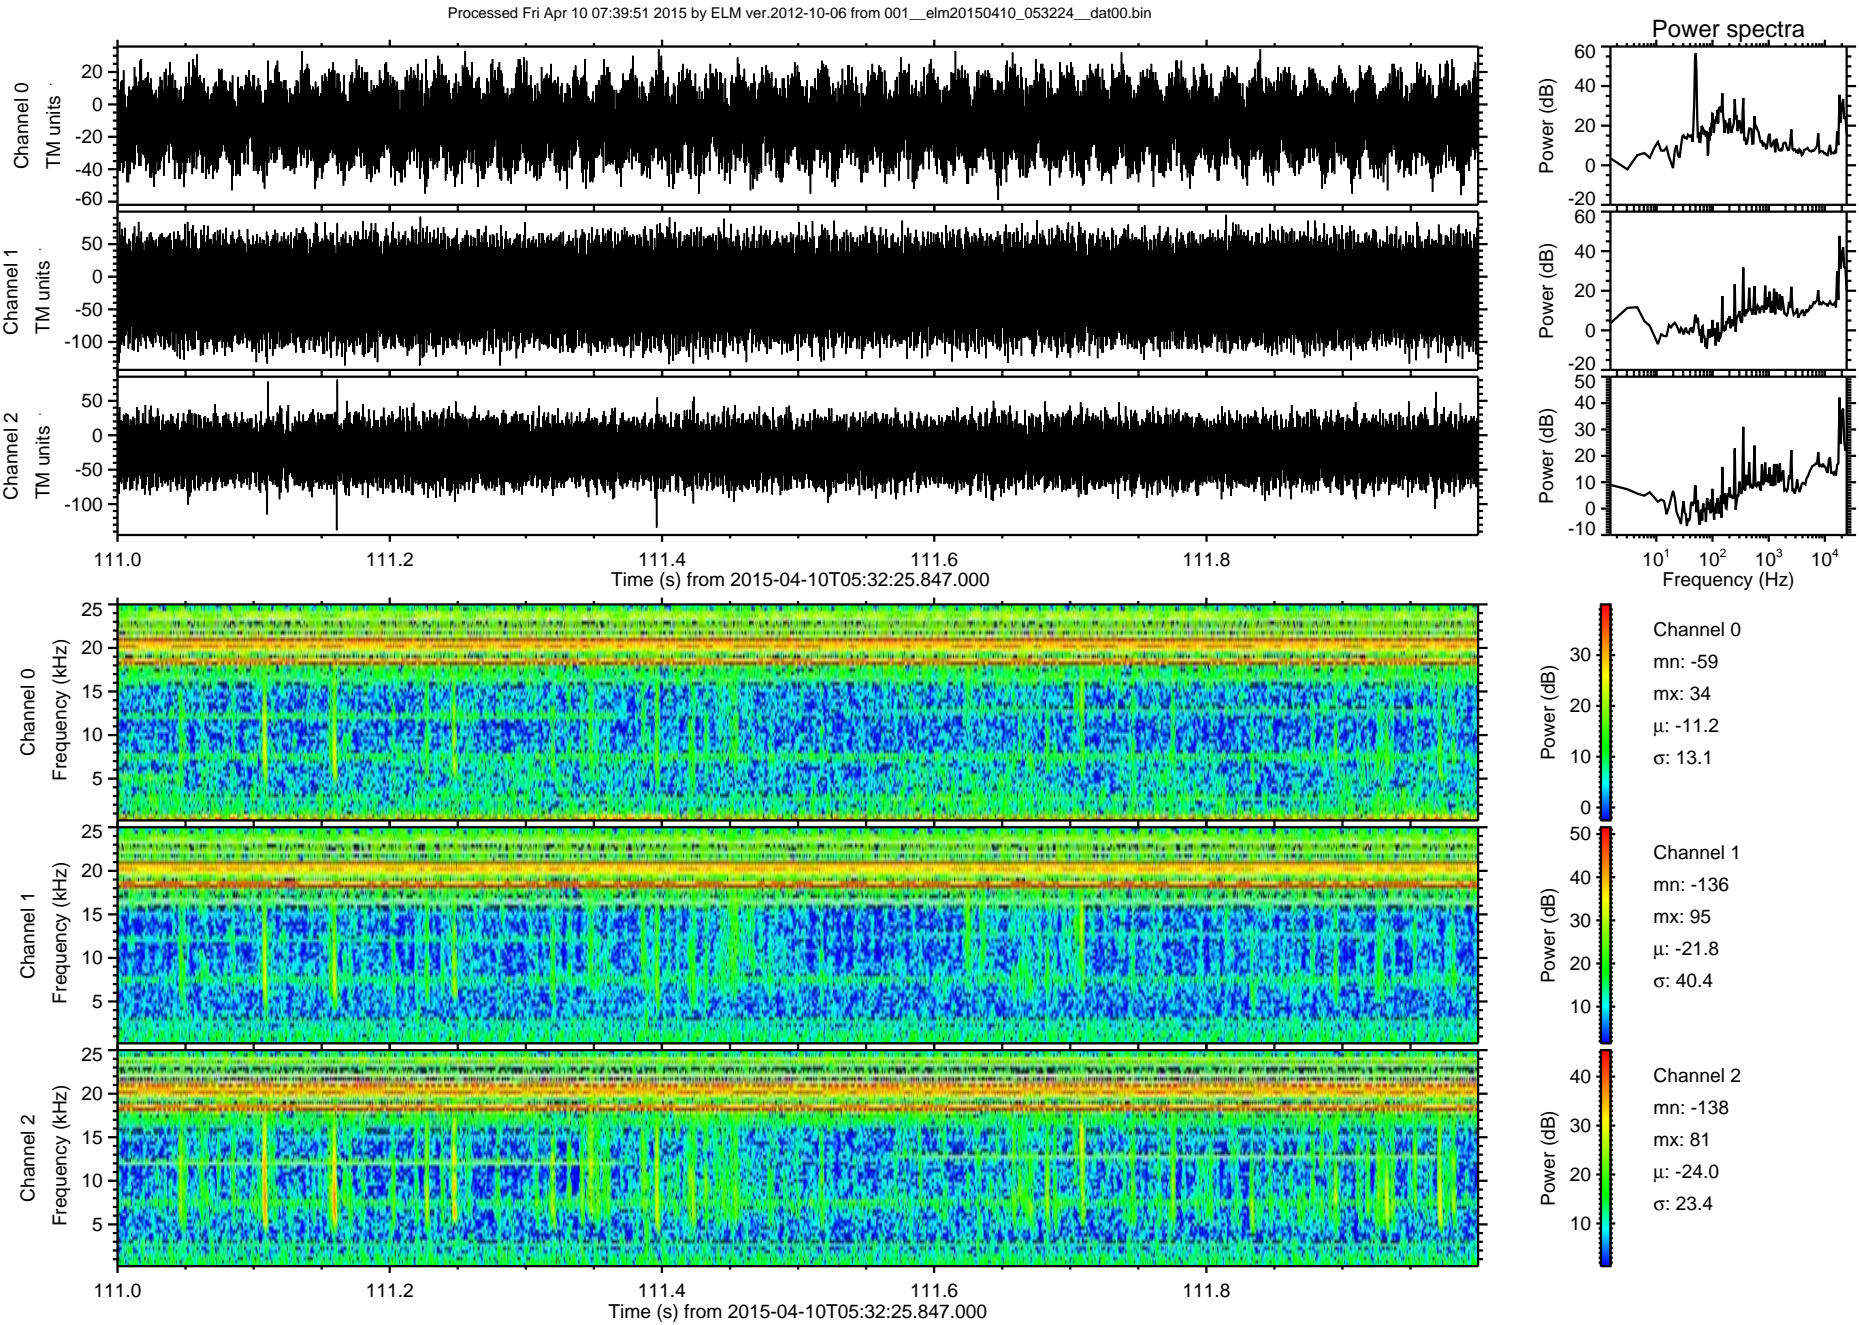 Processed Fri Apr 10 07:39:51 2015 by ELM ver.2012-10-06 from 001__elm20150410_053224__dat00.bin
Power spectra
Channel 0
TM units
20
0
-20
-40
-60
Power (dB)
60
40
20
0
-20
Channel 1
TM units
50
0
-50
-100
Power (dB)
60
40
20
0
-20
Channel 2
TM units
50
0
-50
-100
Power (dB)
50
40
30
20
10
0
-10
111.0 111.2 111.4 111.6 111.8
Time (s) from 2015-04-10T05:32:25.847.000
10¹ 10² 10³ 10⁴
Frequency (Hz)
Channel 0
Frequency (kHz)
25
20
15
10
5
Power (dB)
30
20
10
0
Channel 0
mn: -59
mx: 34
μ: -11.2
σ: 13.1
Channel 1
Frequency (kHz)
25
20
15
10
5
Power (dB)
50
40
30
20
10
Channel 1
mn: -136
mx: 95
μ: -21.8
σ: 40.4
Channel 2
Frequency (kHz)
25
20
15
10
5
Power (dB)
40
30
20
10
Channel 2
mn: -138
mx: 81
μ: -24.0
σ: 23.4
111.0 111.2 111.4 111.6 111.8
Time (s) from 2015-04-10T05:32:25.847.000